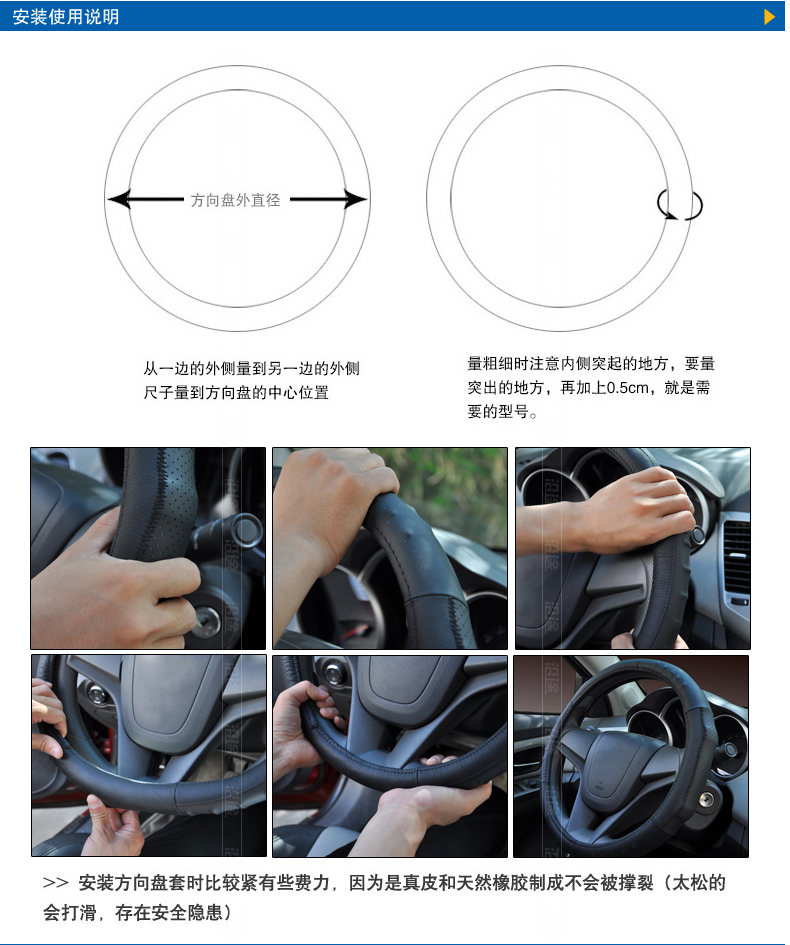 安装使用说明
方向盘外直径
从一边的外侧量到另一边的外侧
尺子量到方向盘的中心位置
量粗细时注意内侧突起的地方，要量
突出的地方，再加上0.5cm，就是需
要的型号。
>> 安装方向盘套时比较紧有些费力，因为是真皮和天然橡胶制成不会被撑裂（太松的
会打滑，存在安全隐患）